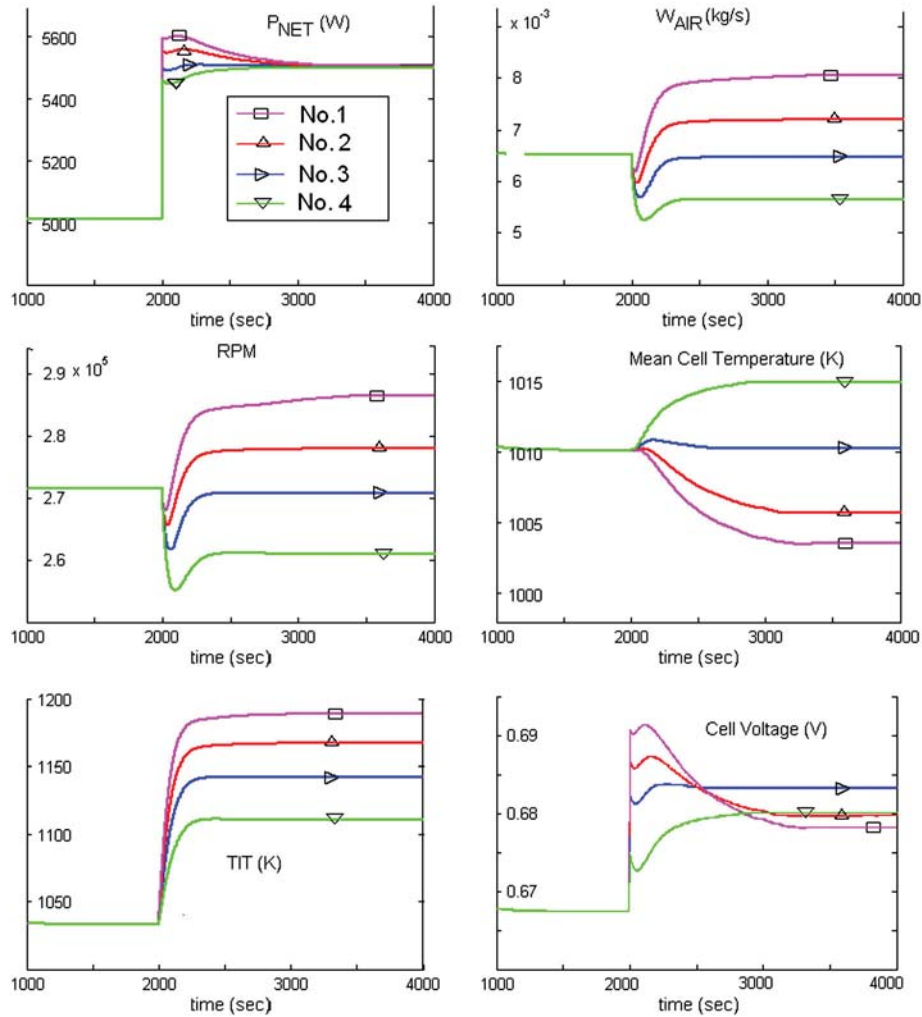 P_NET (W)
5600
5400
5200
5000
No.1
No.2
No.3
No. 4
1000 2000 3000 4000
time (sec)
x 10⁻³
W_AIR (kg/s)
8
7
6
5
1000 2000 3000 4000
time (sec)
RPM
2.9 x 10⁵
2.8
2.7
2.6
1000 2000 3000 4000
time (sec)
Mean Cell Temperature (K)
1015
1010
1005
1000
1000 2000 3000 4000
time (sec)
1200
1150
1100
1050
TIT (K)
1000 2000 3000 4000
time (sec)
Cell Voltage (V)
0.69
0.68
0.67
1000 2000 3000 4000
time (sec)